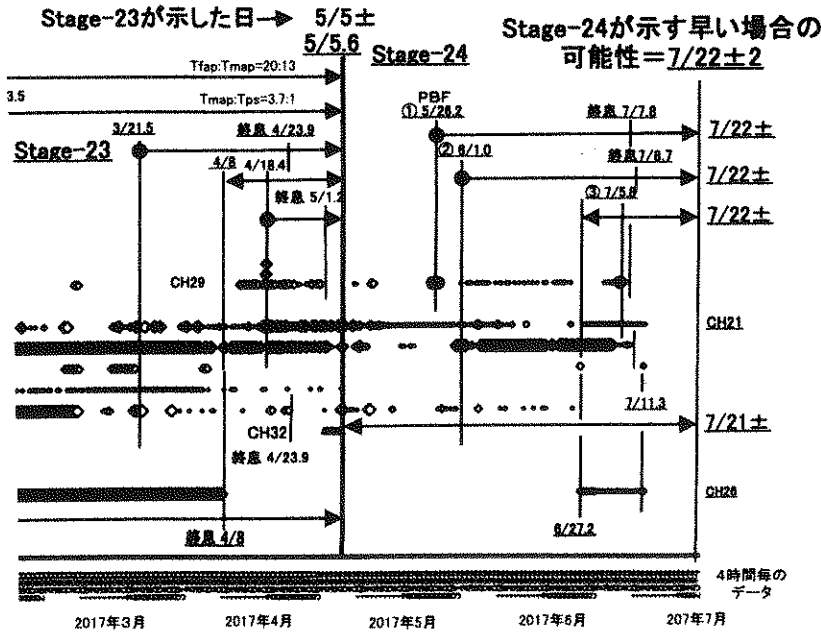 Stage-23が示した日→ 5/5±
5/5.6
Stage-24が示す早い場合の
可能性＝7/22±2
Stage-24
Tfap:Tmap=20:13
3.5
Tmap:Tps=3.7:1
PBF
① 5/26.2
終息 7/7.8
7/22±
3/21.5
終息 4/23.9
Stage-23
4/8
4/18.4
② 6/1.0
終息7/8.7
7/22±
終息 5/1.2
③ 7/5.8
7/22±
CH29
CH21
7/11.3
CH32
7/21±
終息 4/23.9
CH26
終息 4/8
6/27.2
4時間毎の
データ
2017年3月
2017年4月
2017年5月
2017年6月
207年7月